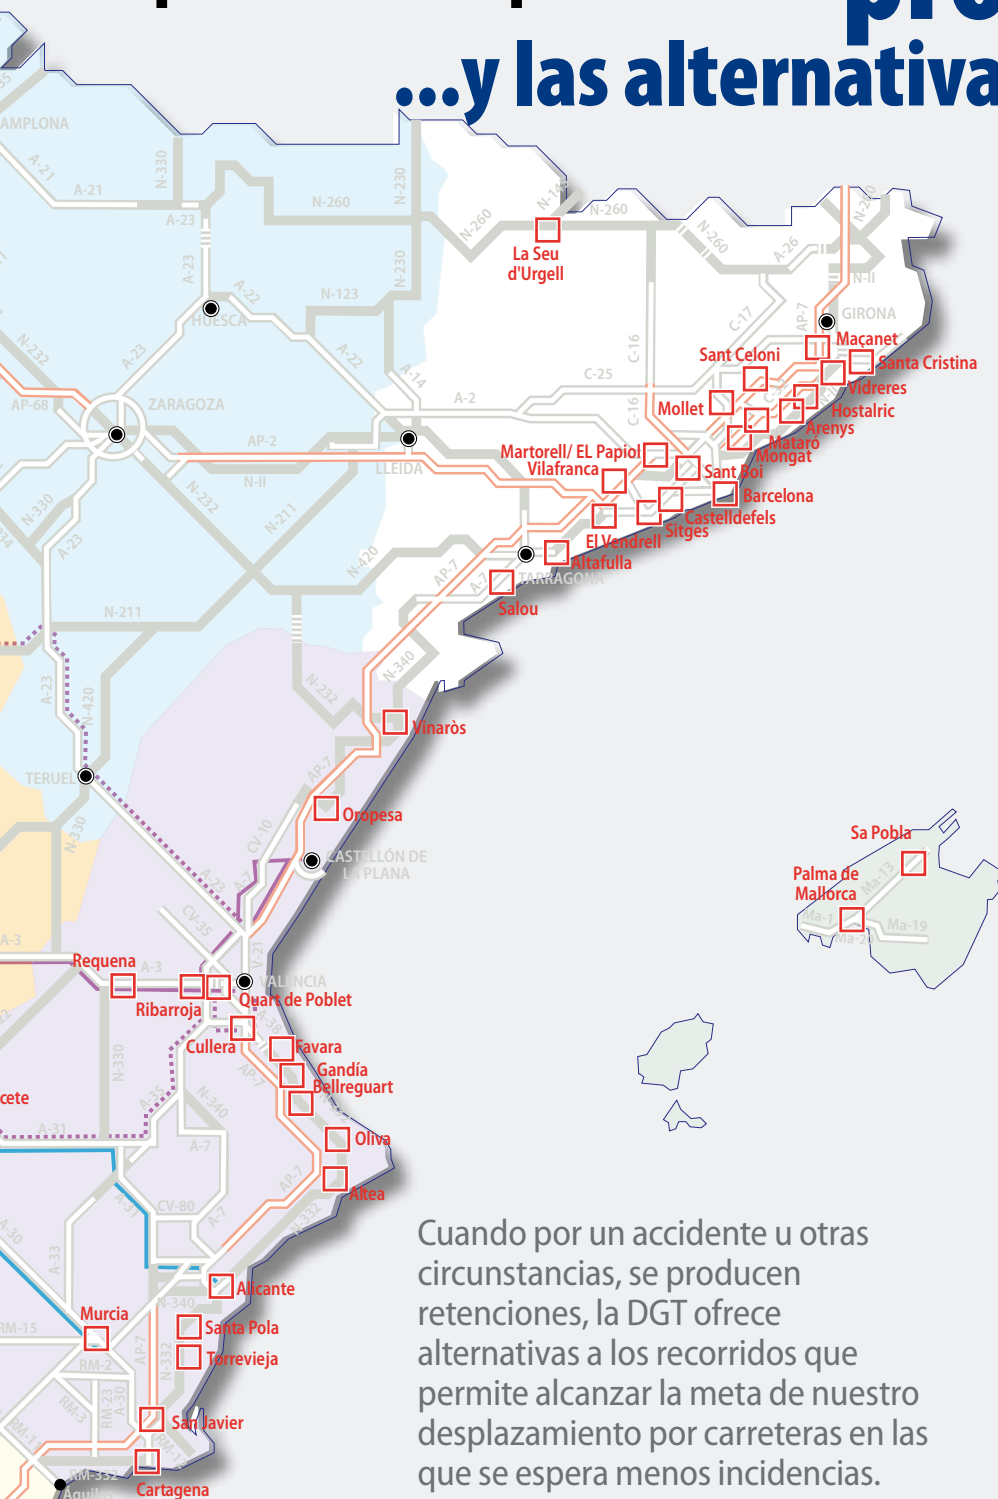 ...y las alternativa
AMPLONA
A-21
A-21
N-330
A-23
N-260
N-230
N-260
N-145
N-260
La Seu
d'Urgell
N-260
A-26
N-260
N-II
A-23
A-22
HUESCA
N-123
N-230
A-22
A-14
C-16
C-17
AP-7
GIRONA
Maçanet
Santa Cristina
Sant Celoni
Vidreres
Hostalric
Arenys
Mollet
Mataró
Mongat
N-232
A-23
AP-68
ZARAGOZA
A-2
C-25
C-16
AP-2
N-II
LLEIDA
Martorell/ EL Papiol
Vilafranca
Sant Boi
Barcelona
Castelldefels
Sitges
El Vendrell
Altafulla
TARRAGONA
Salou
N-330
A-23
N-232
N-211
N-420
AP-7
A-7
N-211
N-340
N-232
A-23
N-420
Vinaròs
TERUEL
AP-7
Oropesa
N-330
CV-10
CASTELLÓN DE
LA PLANA
A-23
A-7
Sa Pobla
Palma de
Mallorca
Ma-13
Ma-1
Ma-19
Ma-20
CV-35
V-21
A-3
Requena
A-3
VALENCIA
Ribarroja
Quart de Poblet
Cullera
A-38
Favara
AP-7
Gandía
Bellreguart
N-330
cete
A-35
N-340
A-31
A-7
Oliva
AP-7
Altea
A-31
CV-80
A-7
N-332
A-30
A-33
Alicante
N-340
Murcia
Santa Pola
RM-15
AP-7
N-332
Torrevieja
RM-2
RM-3
RM-23
A-30
San Javier
RM-11
RM-332
Aguilas
Cartagena
Cuando por un accidente u otras
circunstancias, se producen
retenciones, la DGT ofrece
alternativas a los recorridos que
permite alcanzar la meta de nuestro
desplazamiento por carreteras en las
que se espera menos incidencias.